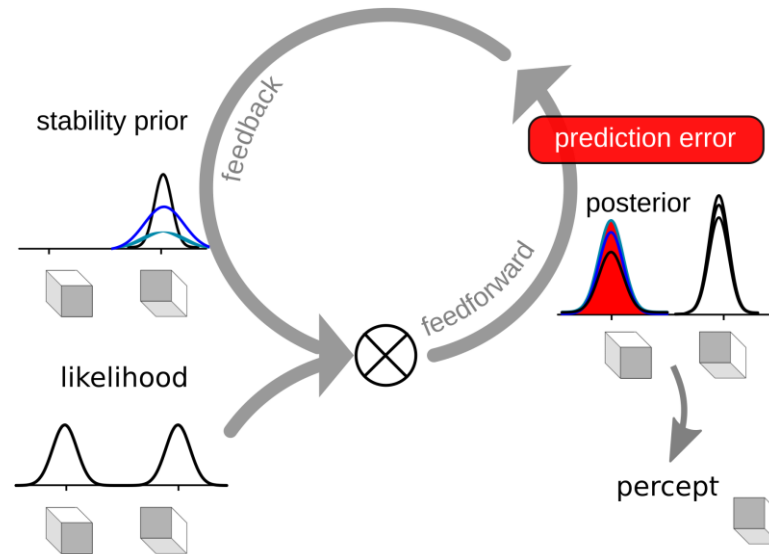 stability prior
feedback
prediction error
posterior
feedforward
likelihood
percept